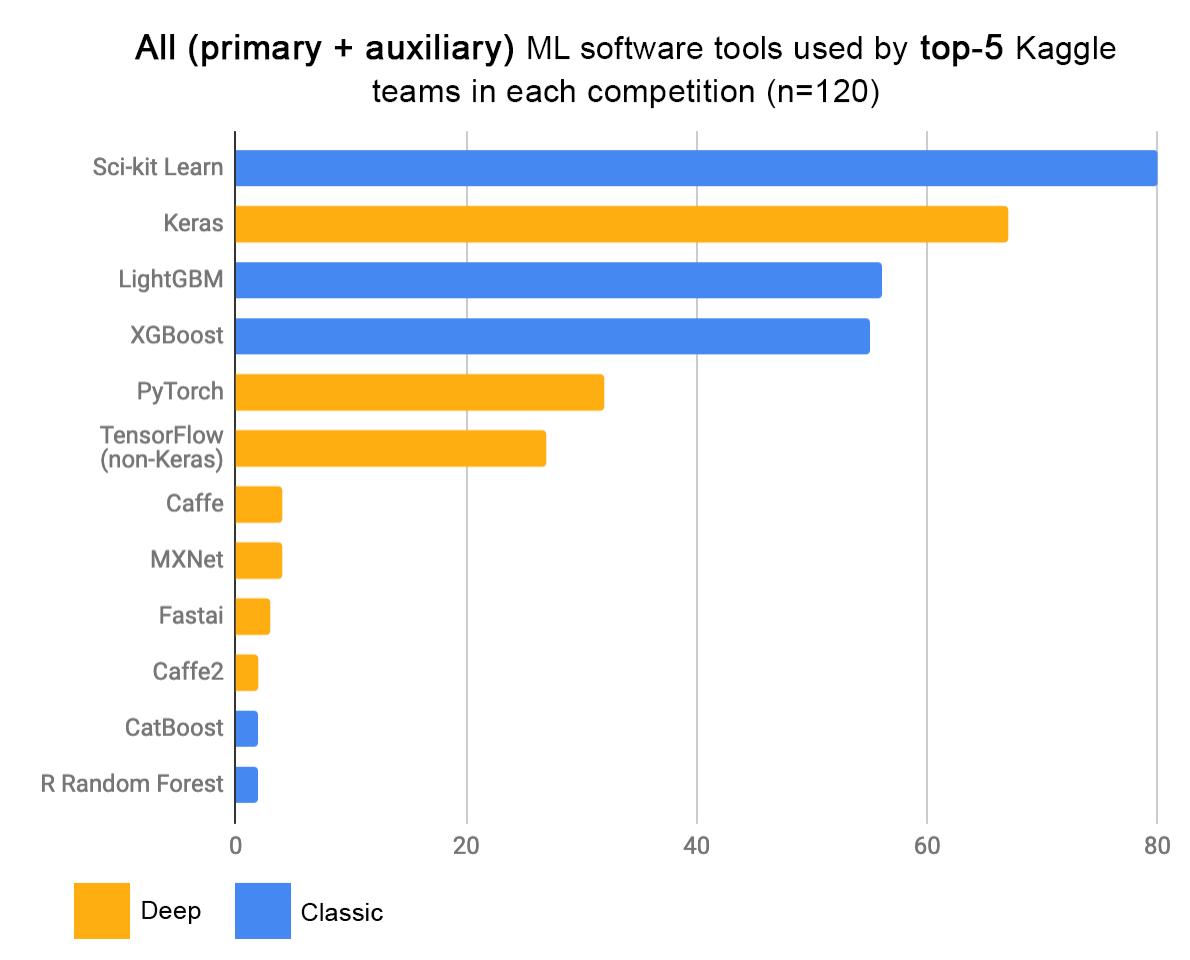 All (primary + auxiliary) ML software tools used by top-5 Kaggle
teams in each competition (n=120)
Sci-kit Learn
Keras
LightGBM
XGBoost
PyTorch
TensorFlow
(non-Keras)
Caffe
MXNet
Fastai
Caffe2
CatBoost
R Random Forest
0 20 40 60 80
Deep Classic